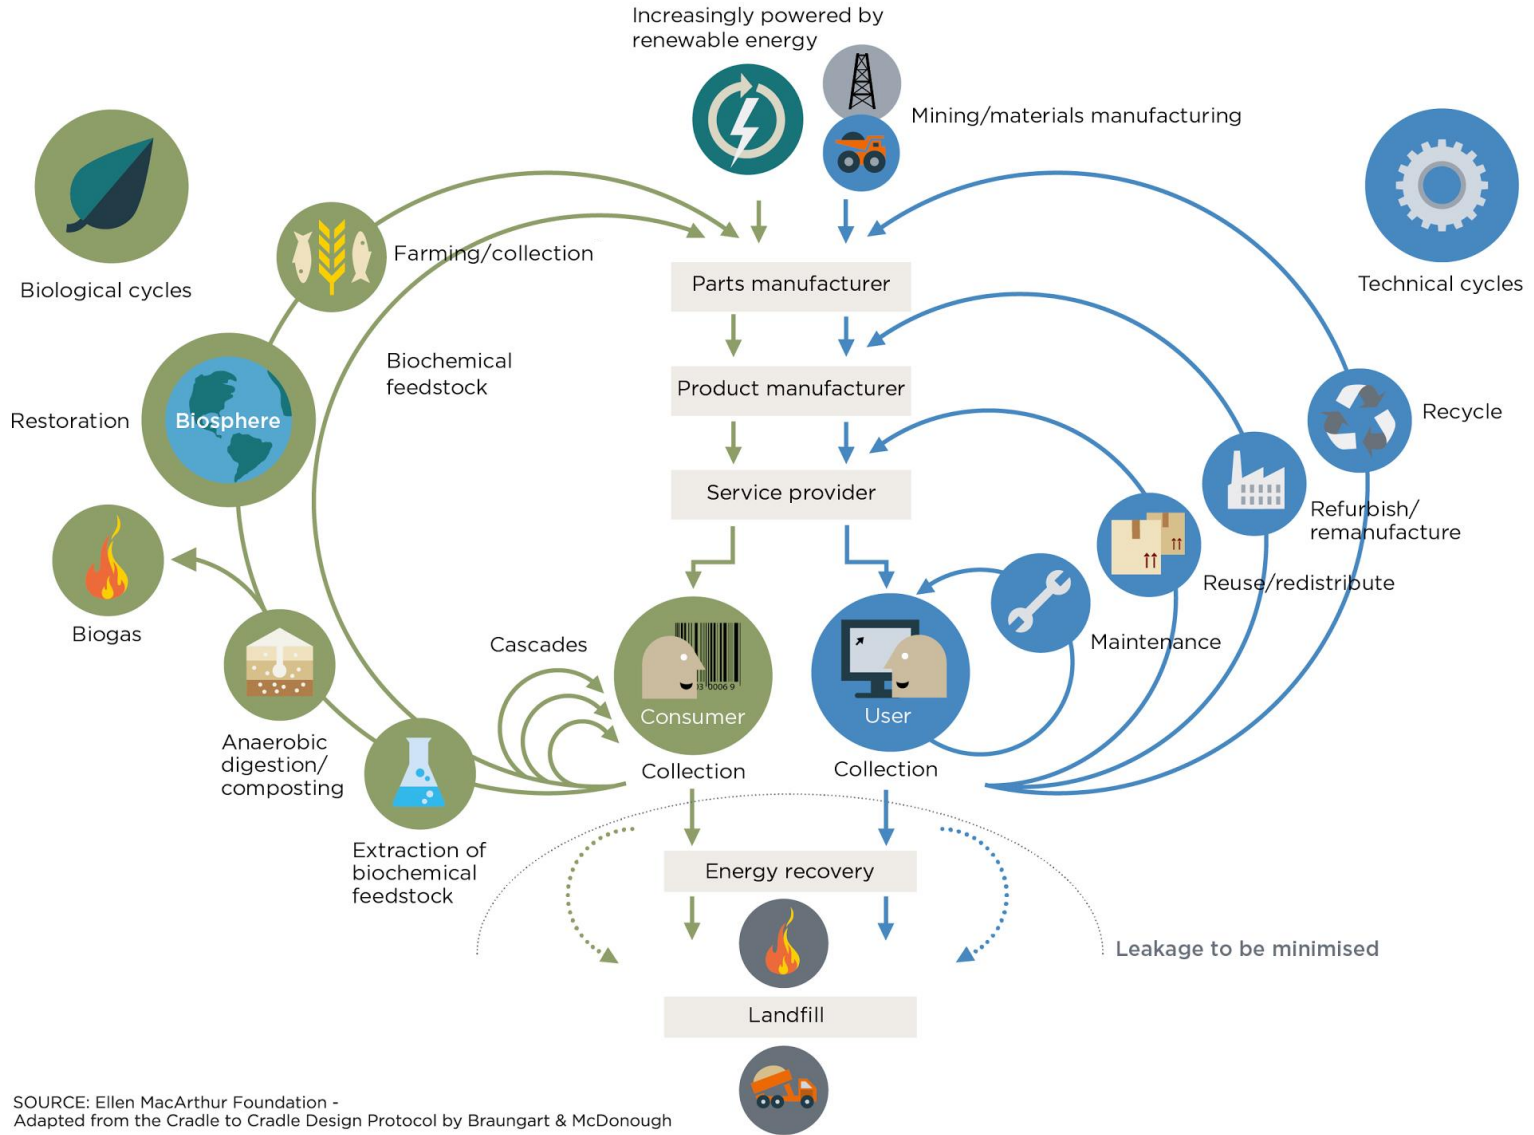 Increasingly powered by
renewable energy
Mining/materials manufacturing
Biological cycles
Technical cycles
Farming/collection
Parts manufacturer
Biochemical
feedstock
Product manufacturer
Restoration
Biosphere
Recycle
Service provider
Refurbish/
remanufacture
Reuse/redistribute
Biogas
Cascades
Maintenance
03 0006 9
Consumer
User
Anaerobic
digestion/
composting
Collection
Collection
Extraction of
biochemical
feedstock
Energy recovery
Leakage to be minimised
Landfill
SOURCE: Ellen MacArthur Foundation -
Adapted from the Cradle to Cradle Design Protocol by Braungart & McDonough